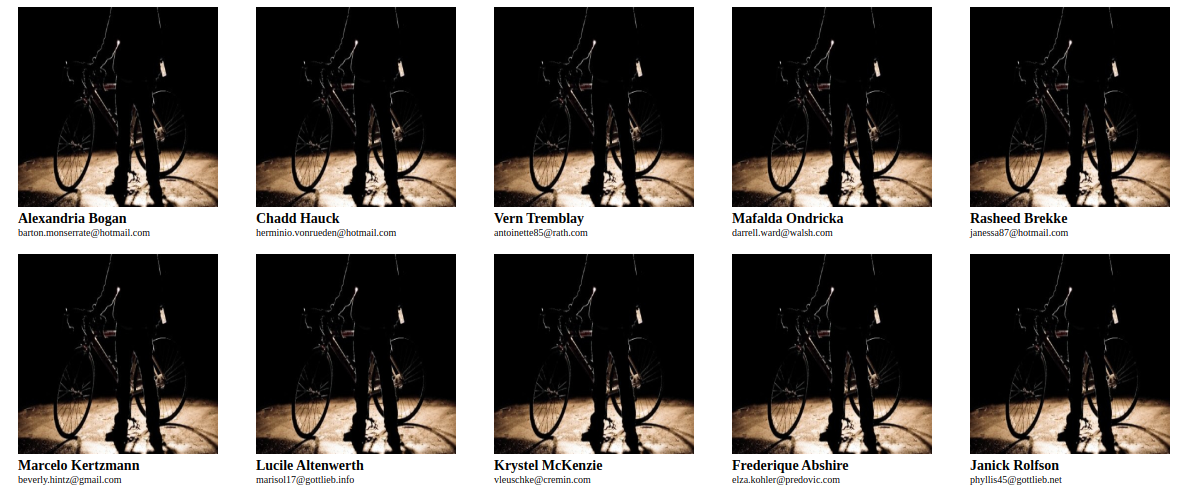 Alexandria Bogan
barton.monserrate@hotmail.com
Chadd Hauck
herminio.vonrueden@hotmail.com
Vern Tremblay
antoinette85@rath.com
Mafalda Ondricka
darrell.ward@walsh.com
Rasheed Brekke
janessa87@hotmail.com
Marcelo Kertzmann
beverly.hintz@gmail.com
Lucile Altenwerth
marisol17@gottlieb.info
Krystel McKenzie
vleuschke@cremin.com
Frederique Abshire
elza.kohler@predovic.com
Janick Rolfson
phyllis45@gottlieb.net